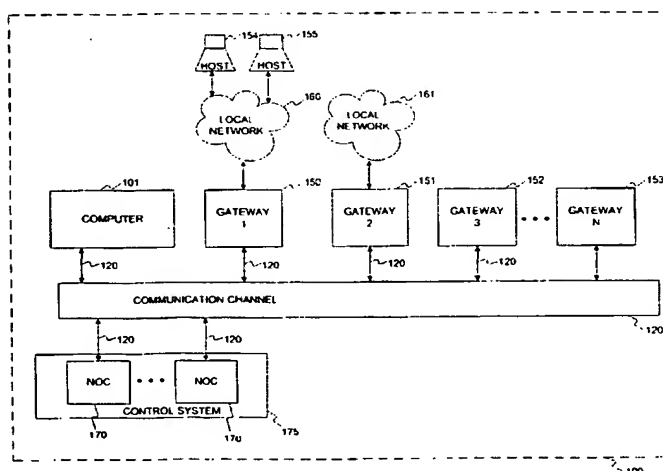 154
155
HOST
HOST
160
161
LOCAL
NETWORK
LOCAL
NETWORK
101
150
151
152
153
COMPUTER
GATEWAY
1
GATEWAY
2
GATEWAY
3
• • •
GATEWAY
N
120
120
120
120
COMMUNICATION CHANNEL
120
120
120
NOC
• • •
NOC
CONTROL SYSTEM
170
170
175
100